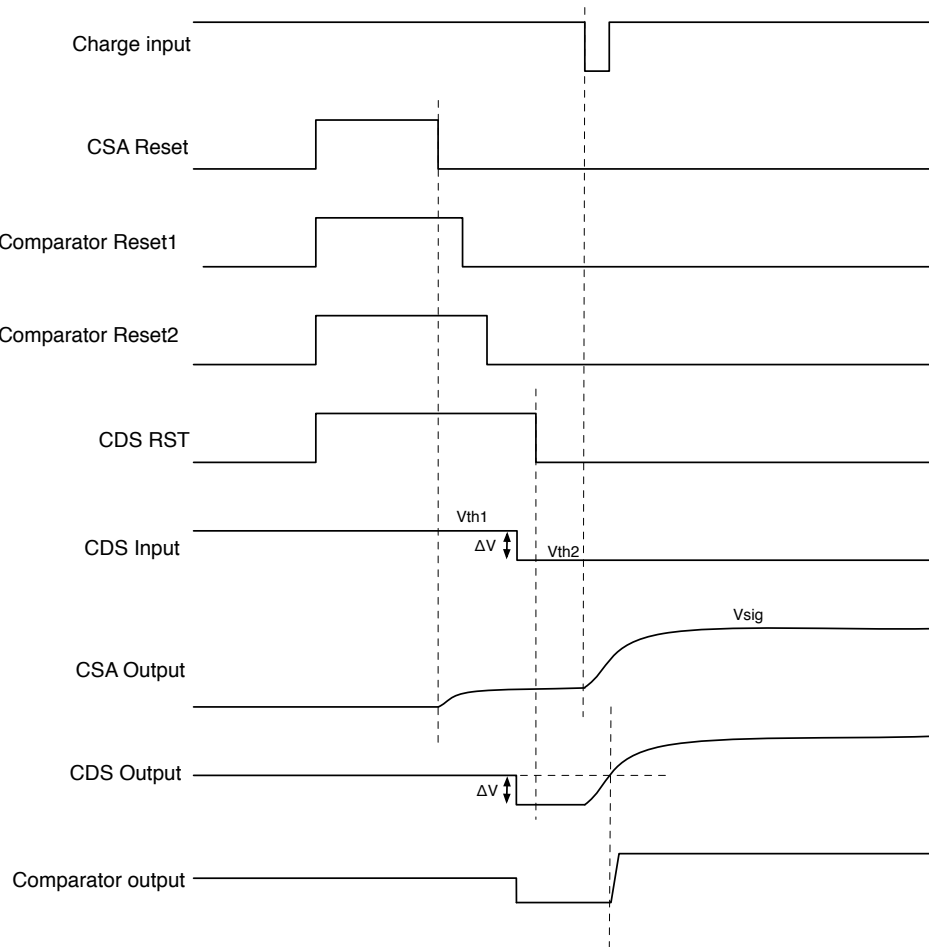 Charge input
CSA Reset
Comparator Reset1
Comparator Reset2
CDS RST
Vth1
ΔV
Vth2
CDS Input
Vsig
CSA Output
CDS Output
ΔV
Comparator output